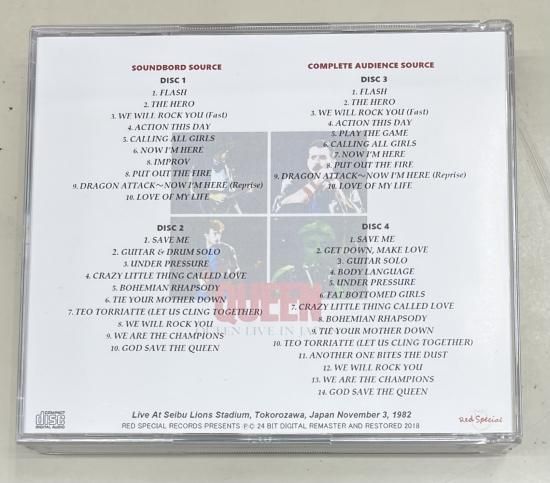 SOUNDBORD SOURCE
DISC 1
1. FLASH
2. THE HERO
3. WE WILL ROCK YOU (Fast)
4. ACTION THIS DAY
5. CALLING ALL GIRLS
6. NOW I'M HERE
8. IMPROV
8. PUT OUT THE FIRE
9. DRAGON ATTACK～NOW I'M HERE (Reprise)
10. LOVE OF MY LIFE
DISC 2
1. SAVE ME
2. GUITAR & DRUM SOLO
3. UNDER PRESSURE
4. CRAZY LITTLE THING CALLED LOVE
5. BOHEMIAN RHAPSODY
6. TIE YOUR MOTHER DOWN
7. TEO TORRIATTE (LET US CLING TOGETHER)
8. WE WILL ROCK YOU
9. WE ARE THE CHAMPIONS
10. GOD SAVE THE QUEEN
COMPLETE AUDIENCE SOURCE
DISC 3
1. FLASH
2. THE HERO
3. WE WILL ROCK YOU (Fast)
4. ACTION THIS DAY
5. PLAY THE GAME
6. CALLING ALL GIRLS
7. NOW I'M HERE
8. PUT OUT THE FIRE
9. DRAGON ATTACK～NOW I'M HERE (Reprise)
10. LOVE OF MY LIFE
DISC 4
1. SAVE ME
2. GET DOWN, MAKE LOVE
3. GUITAR SOLO
4. BODY LANGUAGE
5. UNDER PRESSURE
6. FAT BOTTOMED GIRLS
7. CRAZY LITTLE THING CALLED LOVE
8. BOHEMIAN RHAPSODY
9. TIE YOUR MOTHER DOWN
10. TEO TORRIATTE (LET US CLING TOGETHER)
11. ANOTHER ONE BITES THE DUST
12. WE WILL ROCK YOU
13. WE ARE THE CHAMPIONS
14. GOD SAVE THE QUEEN
QUEEN
LIVE IN
Live At Seibu Lions Stadium, Tokorozawa, Japan November 3, 1982
RED SPECIAL RECORDS PRESENTS P·C 24 BIT DIGITAL REMASTER AND RESTORED 2018
COMPACT
disc
DIGITAL AUDIO
Red Special